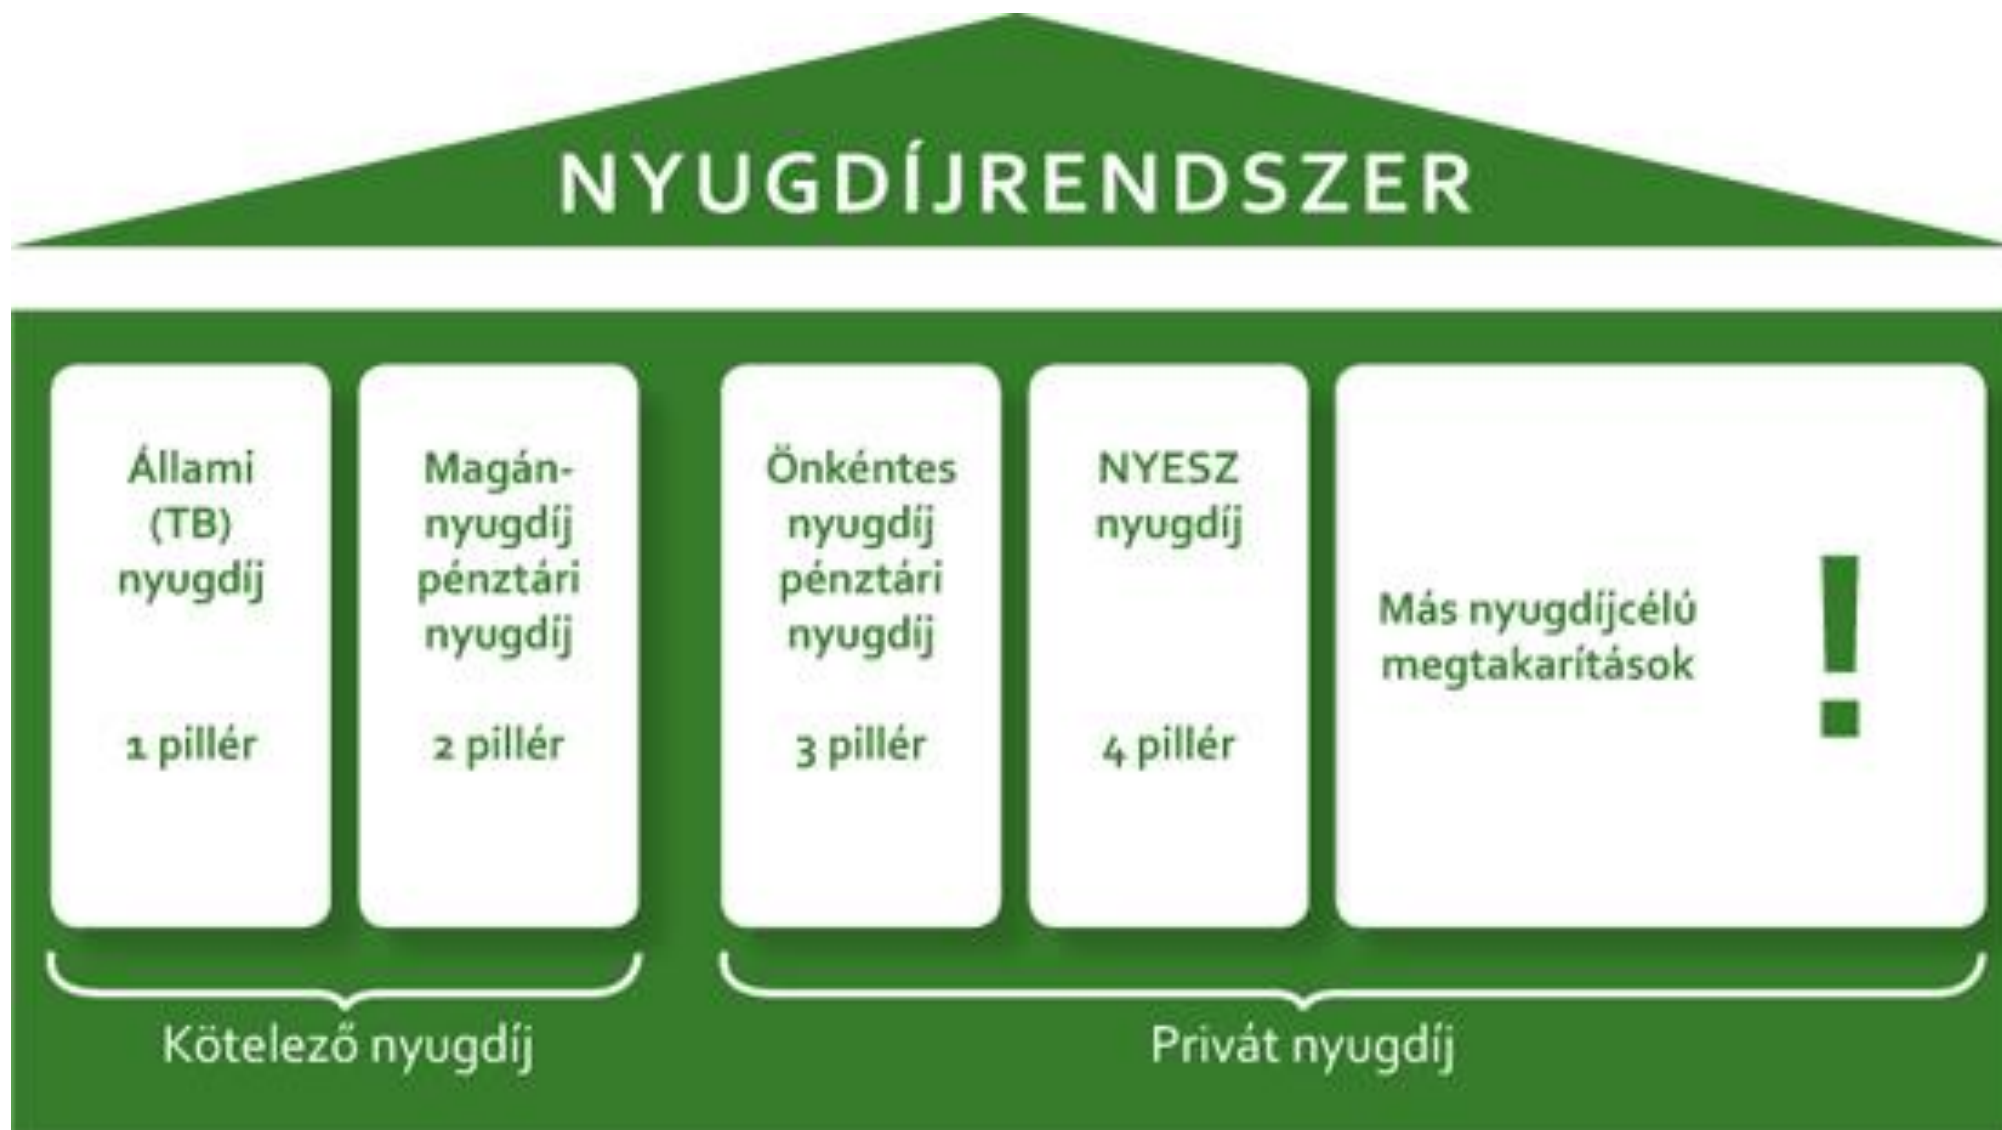 NYUGDÍJRENDSZER
Állami
(TB)
nyugdíj
1 pillér
Magán-
nyugdíj
pénztári
nyugdíj
2 pillér
Önkéntes
nyugdíj
pénztári
nyugdíj
3 pillér
NYESZ
nyugdíj
4 pillér
Más nyugdíjcélú
megtakarítások
!
Kötelező nyugdíj
Privát nyugdíj